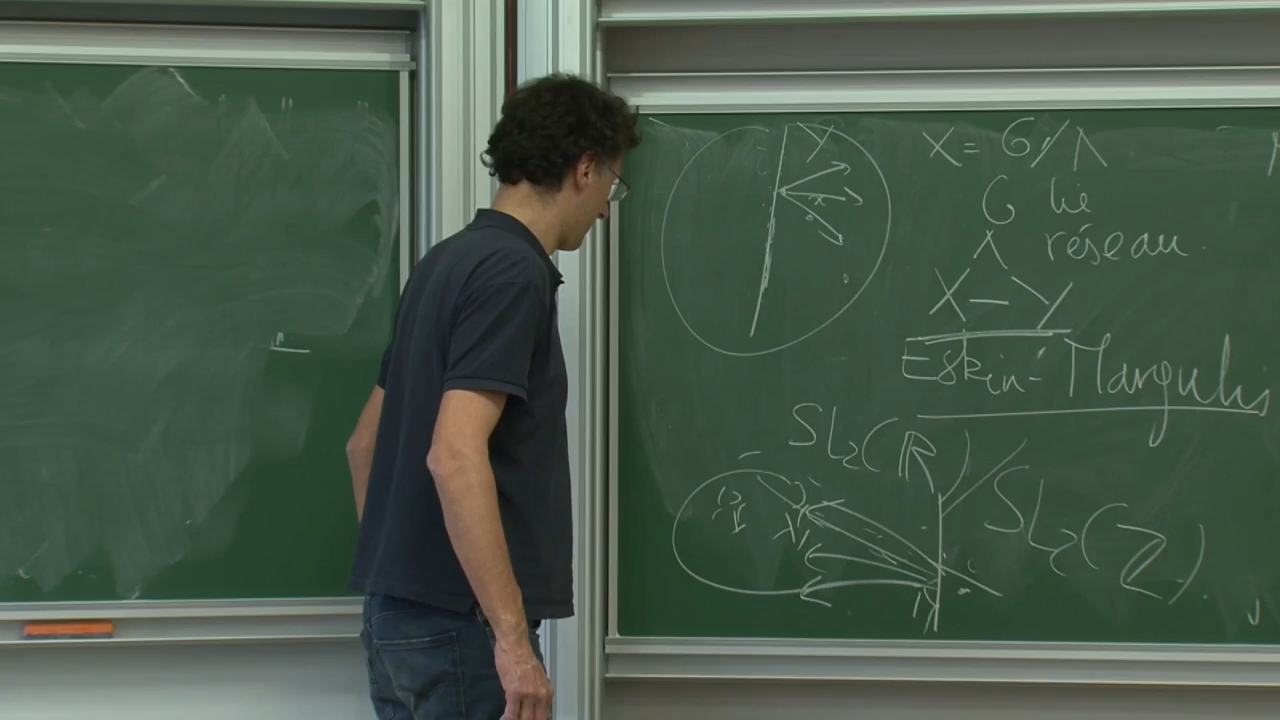 Y
X = G/Λ
G lie
Λ réseau
X — Y
Eskin-Margulis
SL₂(R)/SL₂(Z)